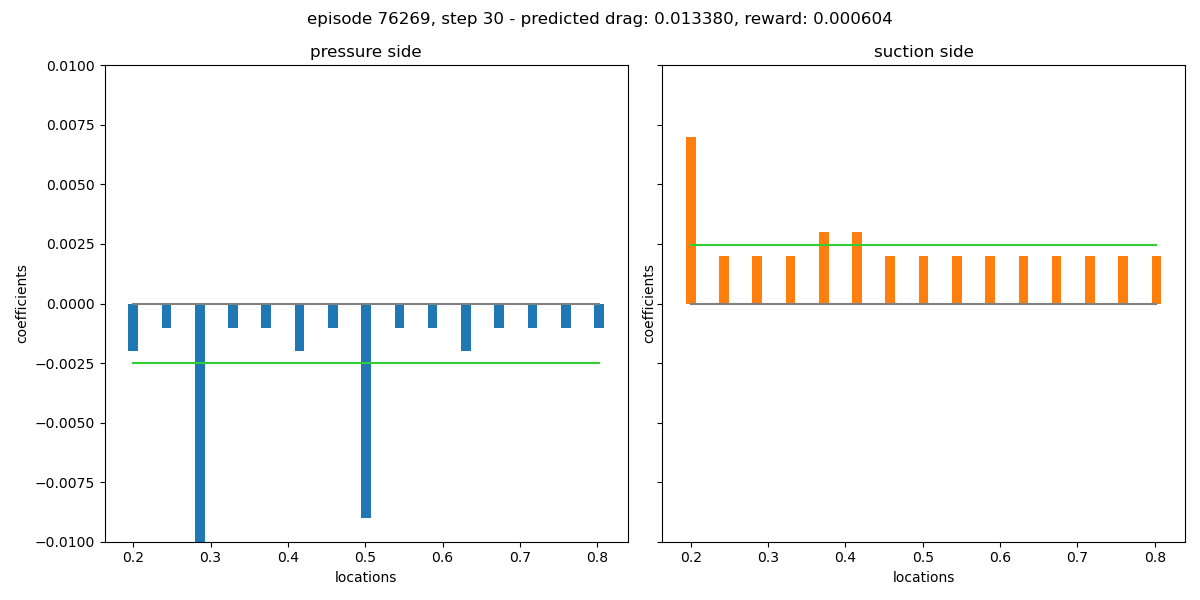 episode 76269, step 30 - predicted drag: 0.013380, reward: 0.000604
pressure side
suction side
0.0100
0.0075
0.0050
0.0025
0.0000
−0.0025
−0.0050
−0.0075
−0.0100
coefficients
coefficients
0.2 0.3 0.4 0.5 0.6 0.7 0.8
0.2 0.3 0.4 0.5 0.6 0.7 0.8
locations
locations